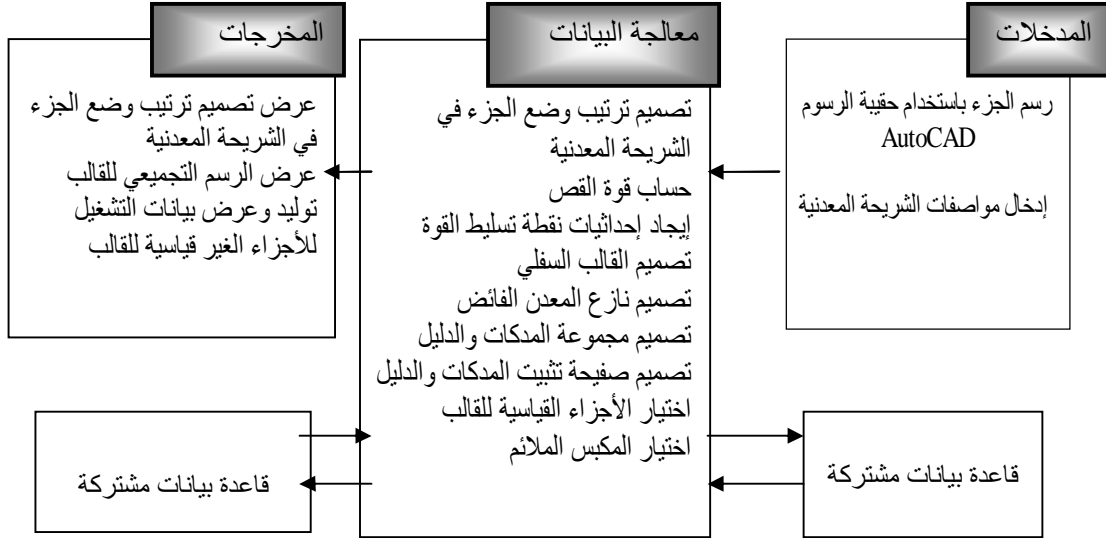 المدخلات
رسم الجزء باستخدام حقيبة الرسوم
AutoCAD
إدخال مواصفات الشريحة المعدنية
معالجة البيانات
تصميم ترتيب وضع الجزء في
الشريحة المعدنية
حساب قوة القص
إيجاد إحداثيات نقطة تسليط القوة
تصميم القالب السفلي
تصميم نازع المعدن الفائض
تصميم مجموعة المدكات والدليل
تصميم صفيحة تثبيت المدكات والدليل
اختيار الأجزاء القياسية للقالب
اختيار المكبس الملائم
المخرجات
عرض تصميم ترتيب وضع الجزء
في الشريحة المعدنية
عرض الرسم التجميعي للقالب
توليد وعرض بيانات التشغيل
للأجزاء الغير قياسية للقالب
قاعدة بيانات مشتركة
قاعدة بيانات مشتركة